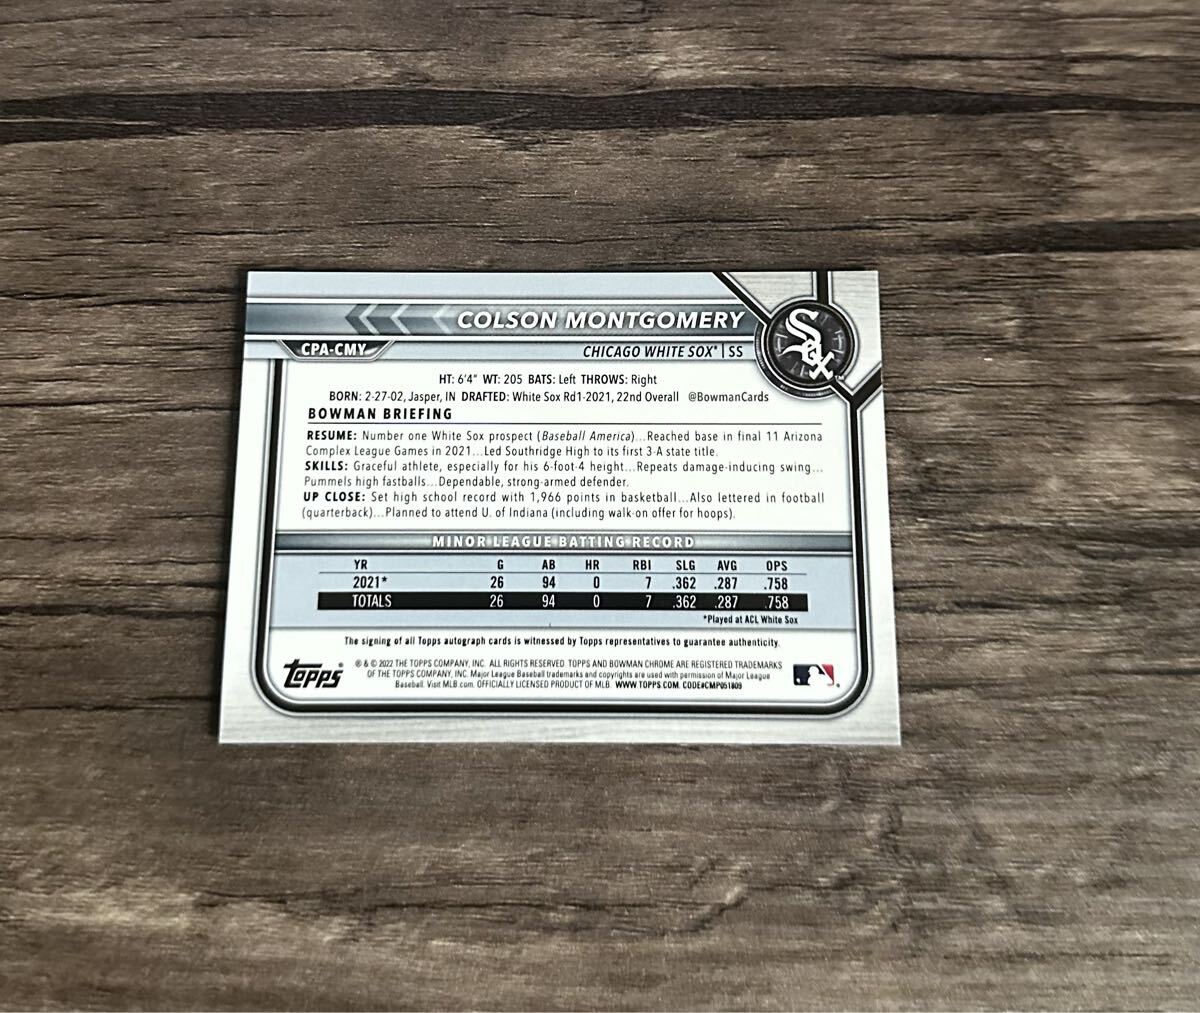 COLSON MONTGOMERY
CPA-CMY
CHICAGO WHITE SOX® | SS
Sox
™
HT: 6'4" WT: 205 BATS: Left THROWS: Right
BORN: 2-27-02, Jasper, IN DRAFTED: White Sox Rd1-2021, 22nd Overall @BowmanCards
BOWMAN BRIEFING
RESUME: Number one White Sox prospect (Baseball America)...Reached base in final 11 Arizona
Complex League Games in 2021...Led Southridge High to its first 3-A state title.
SKILLS: Graceful athlete, especially for his 6-foot-4 height...Repeats damage-inducing swing...
Pummels high fastballs...Dependable, strong-armed defender.
UP CLOSE: Set high school record with 1,966 points in basketball...Also lettered in football
(quarterback)...Planned to attend U. of Indiana (including walk-on offer for hoops).
MINOR LEAGUE BATTING RECORD
YR G AB HR RBI SLG AVG OPS
2021* 26 94 0 7 .362 .287 .758
TOTALS 26 94 0 7 .362 .287 .758
*Played at ACL White Sox
The signing of all Topps autograph cards is witnessed by Topps representatives to guarantee authenticity.
TOPPS®
® & © 2022 THE TOPPS COMPANY, INC. ALL RIGHTS RESERVED. TOPPS AND BOWMAN CHROME ARE REGISTERED TRADEMARKS
OF THE TOPPS COMPANY, INC. Major League Baseball trademarks and copyrights are used with permission of Major League
Baseball. Visit MLB.com. OFFICIALLY LICENSED PRODUCT OF MLB. WWW.TOPPS.COM. CODE#CMP051809